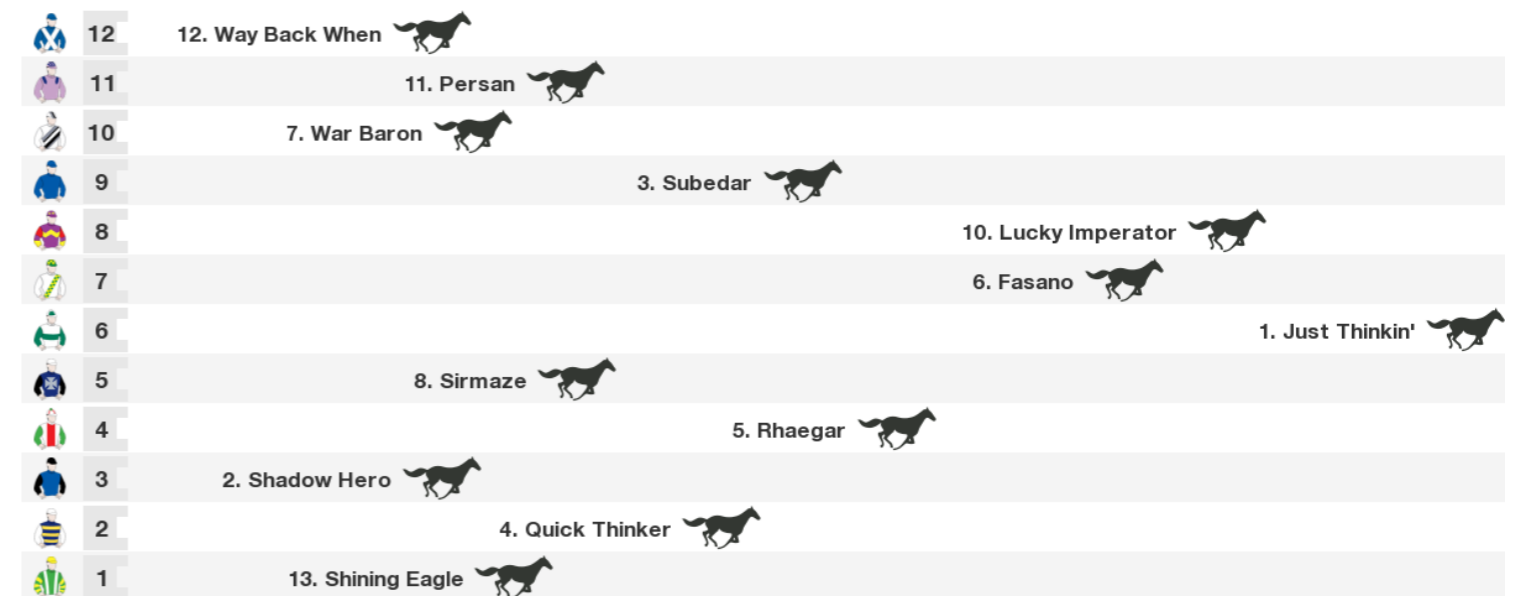 12 12. Way Back When
11 11. Persan
10 7. War Baron
9 3. Subedar
8 10. Lucky Imperator
7 6. Fasano
6 1. Just Thinkin'
5 8. Sirmaze
4 5. Rhaegar
3 2. Shadow Hero
2 4. Quick Thinker
1 13. Shining Eagle